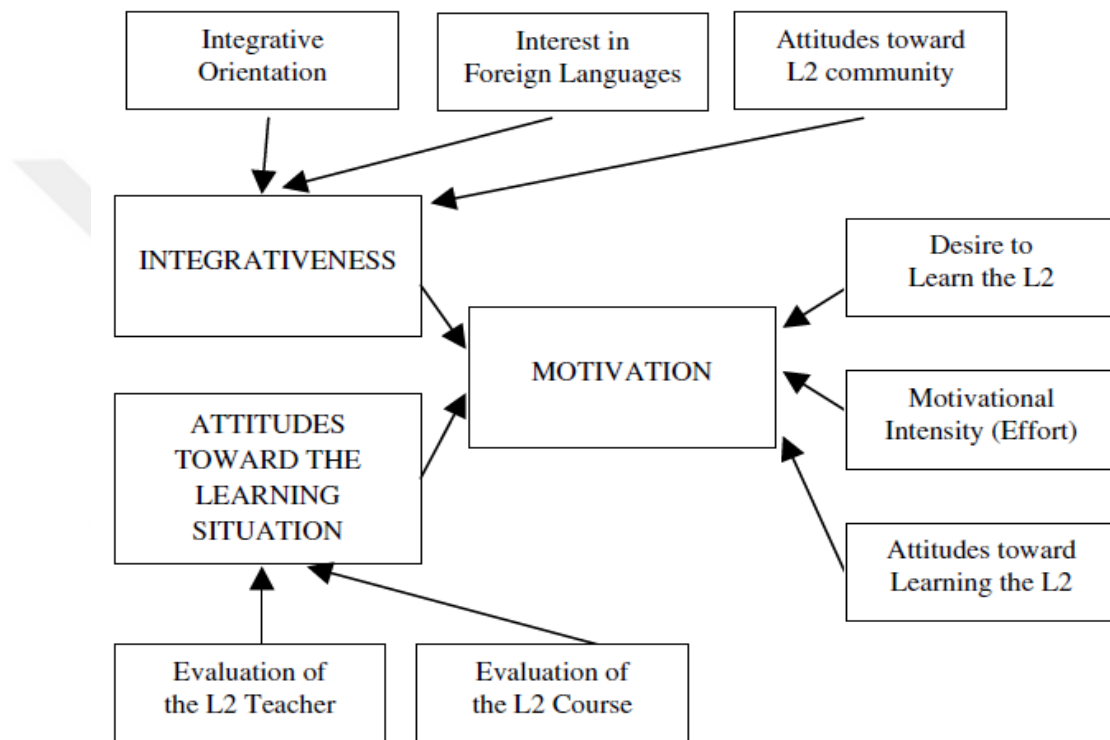 Integrative
Orientation
Interest in
Foreign Languages
Attitudes toward
L2 community
INTEGRATIVENESS
Desire to
Learn the L2
MOTIVATION
Motivational
Intensity (Effort)
ATTITUDES
TOWARD THE
LEARNING
SITUATION
Attitudes toward
Learning the L2
Evaluation of
the L2 Teacher
Evaluation of
the L2 Course